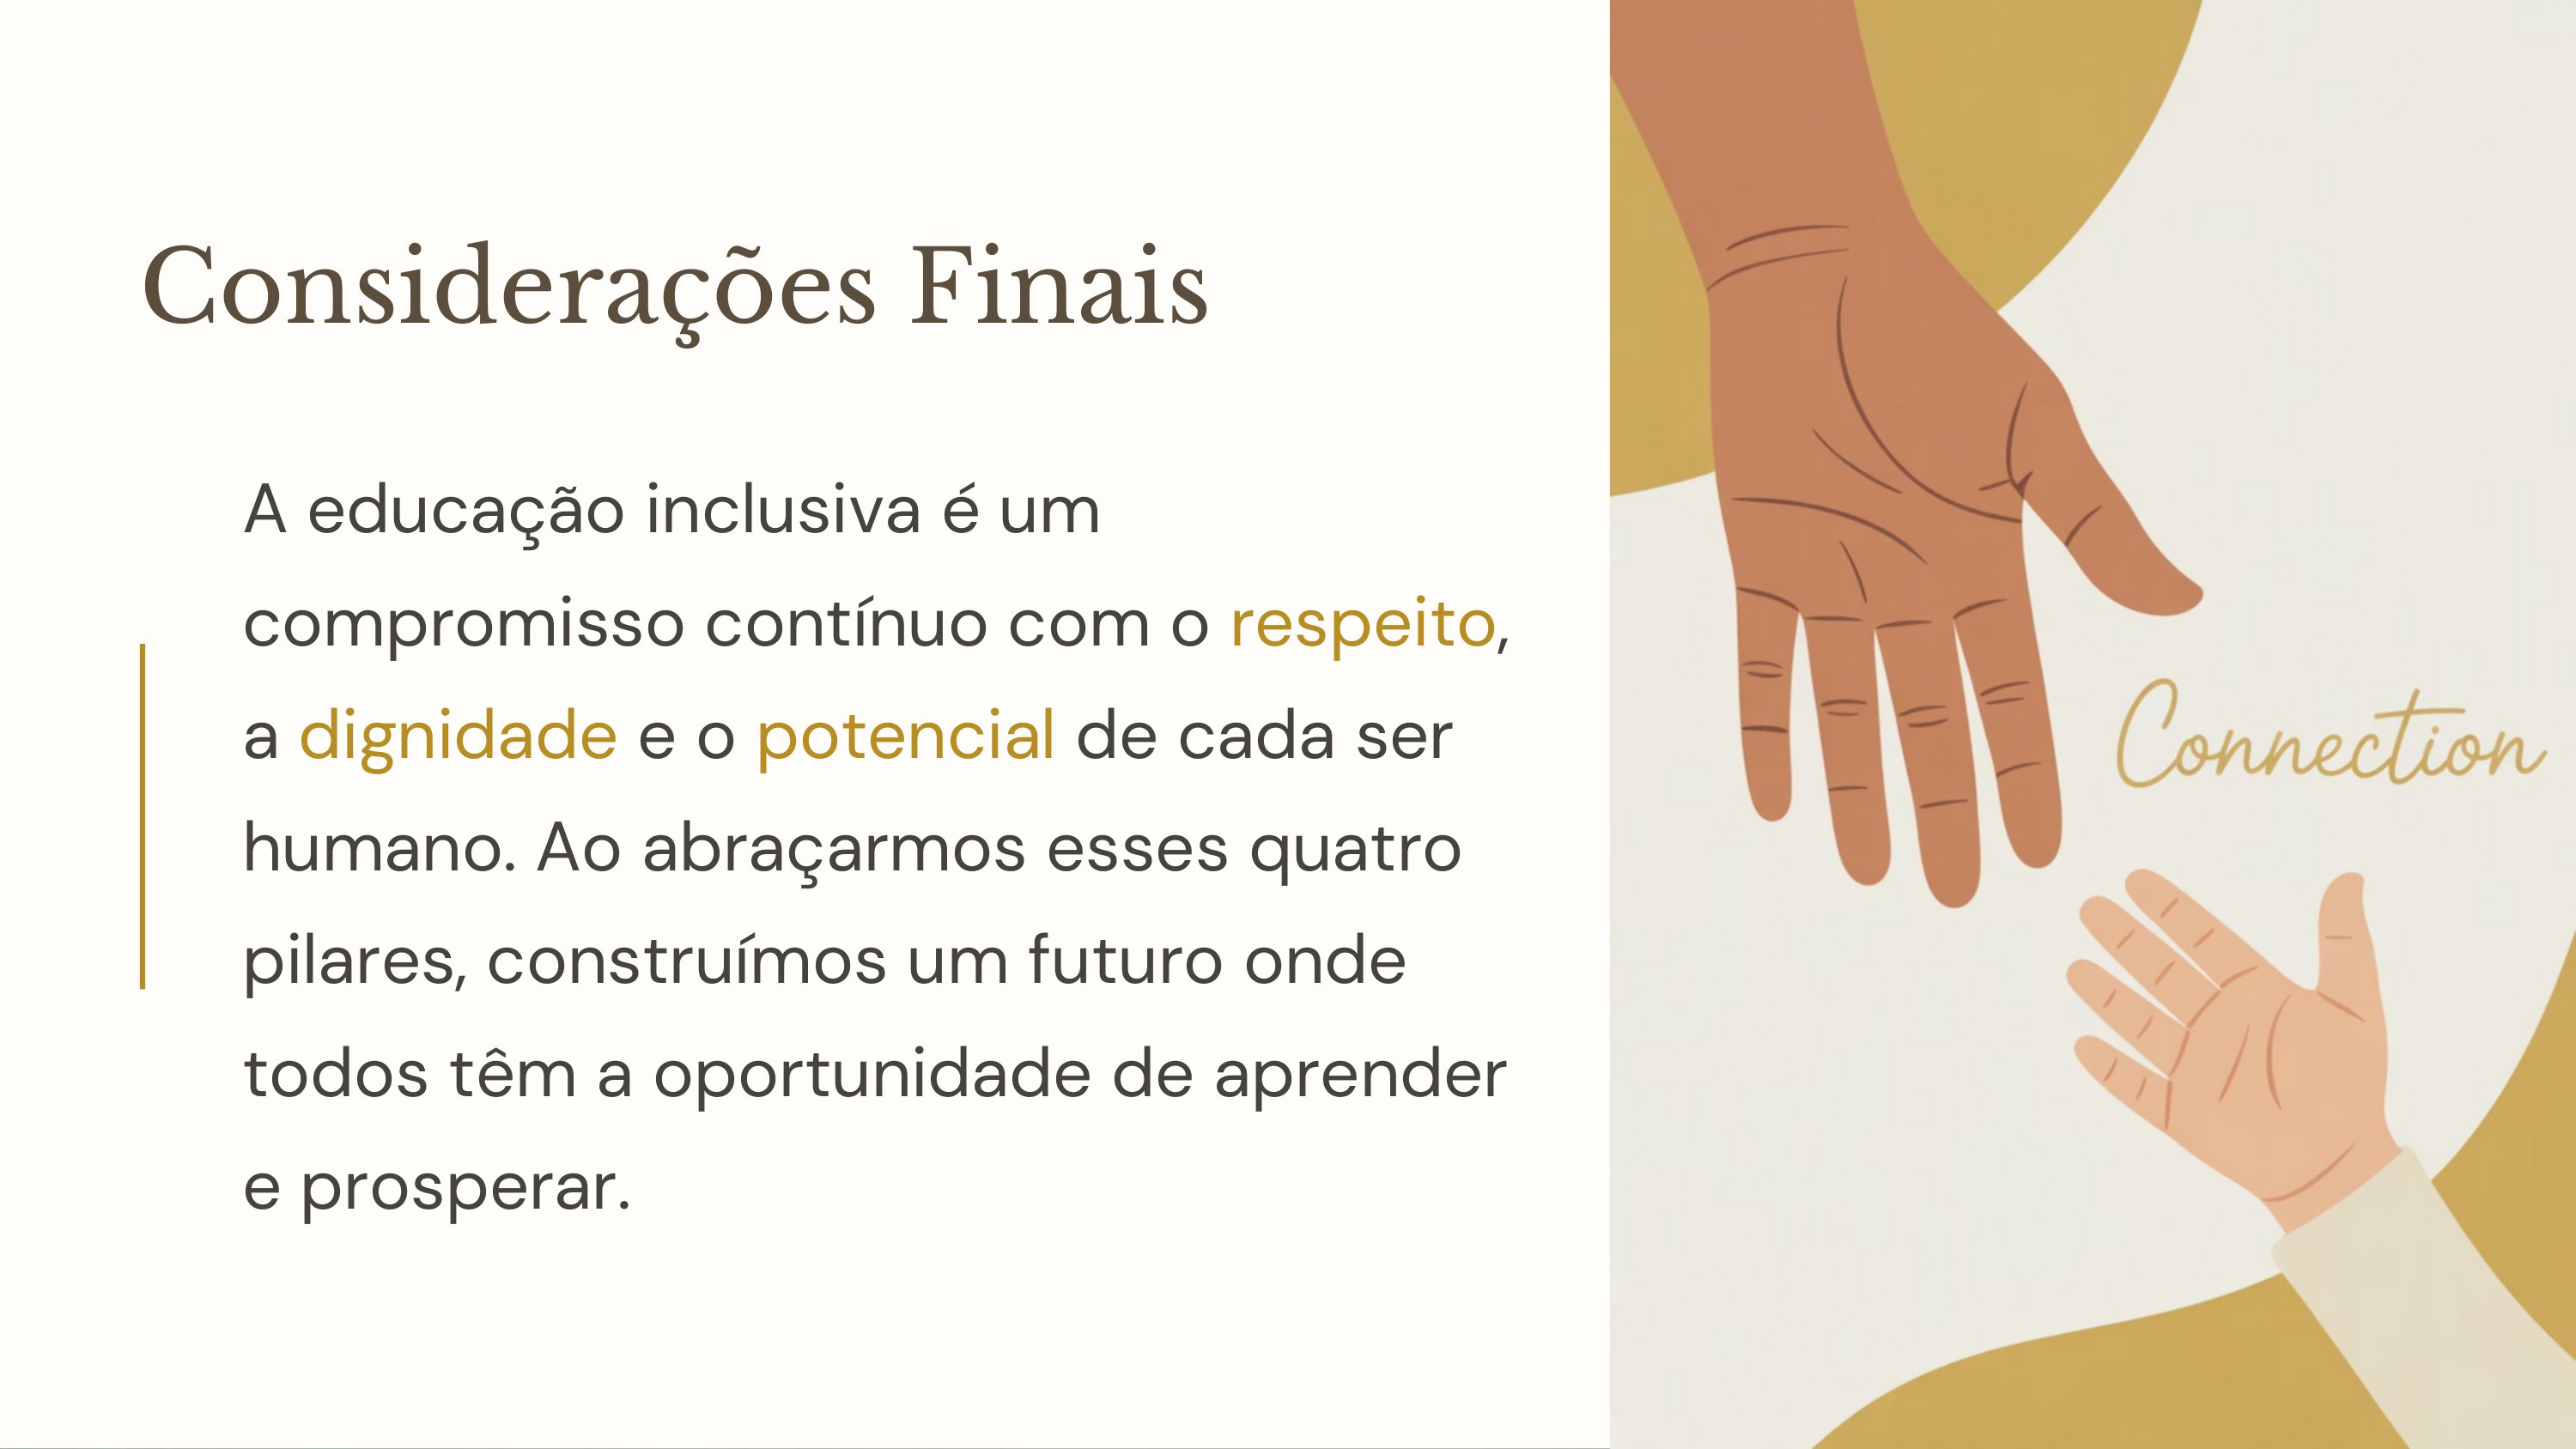 Considerações Finais
A educação inclusiva é um
compromisso contínuo com o respeito,
a dignidade e o potencial de cada ser
humano. Ao abraçarmos esses quatro
pilares, construímos um futuro onde
todos têm a oportunidade de aprender
e prosperar.
Connection